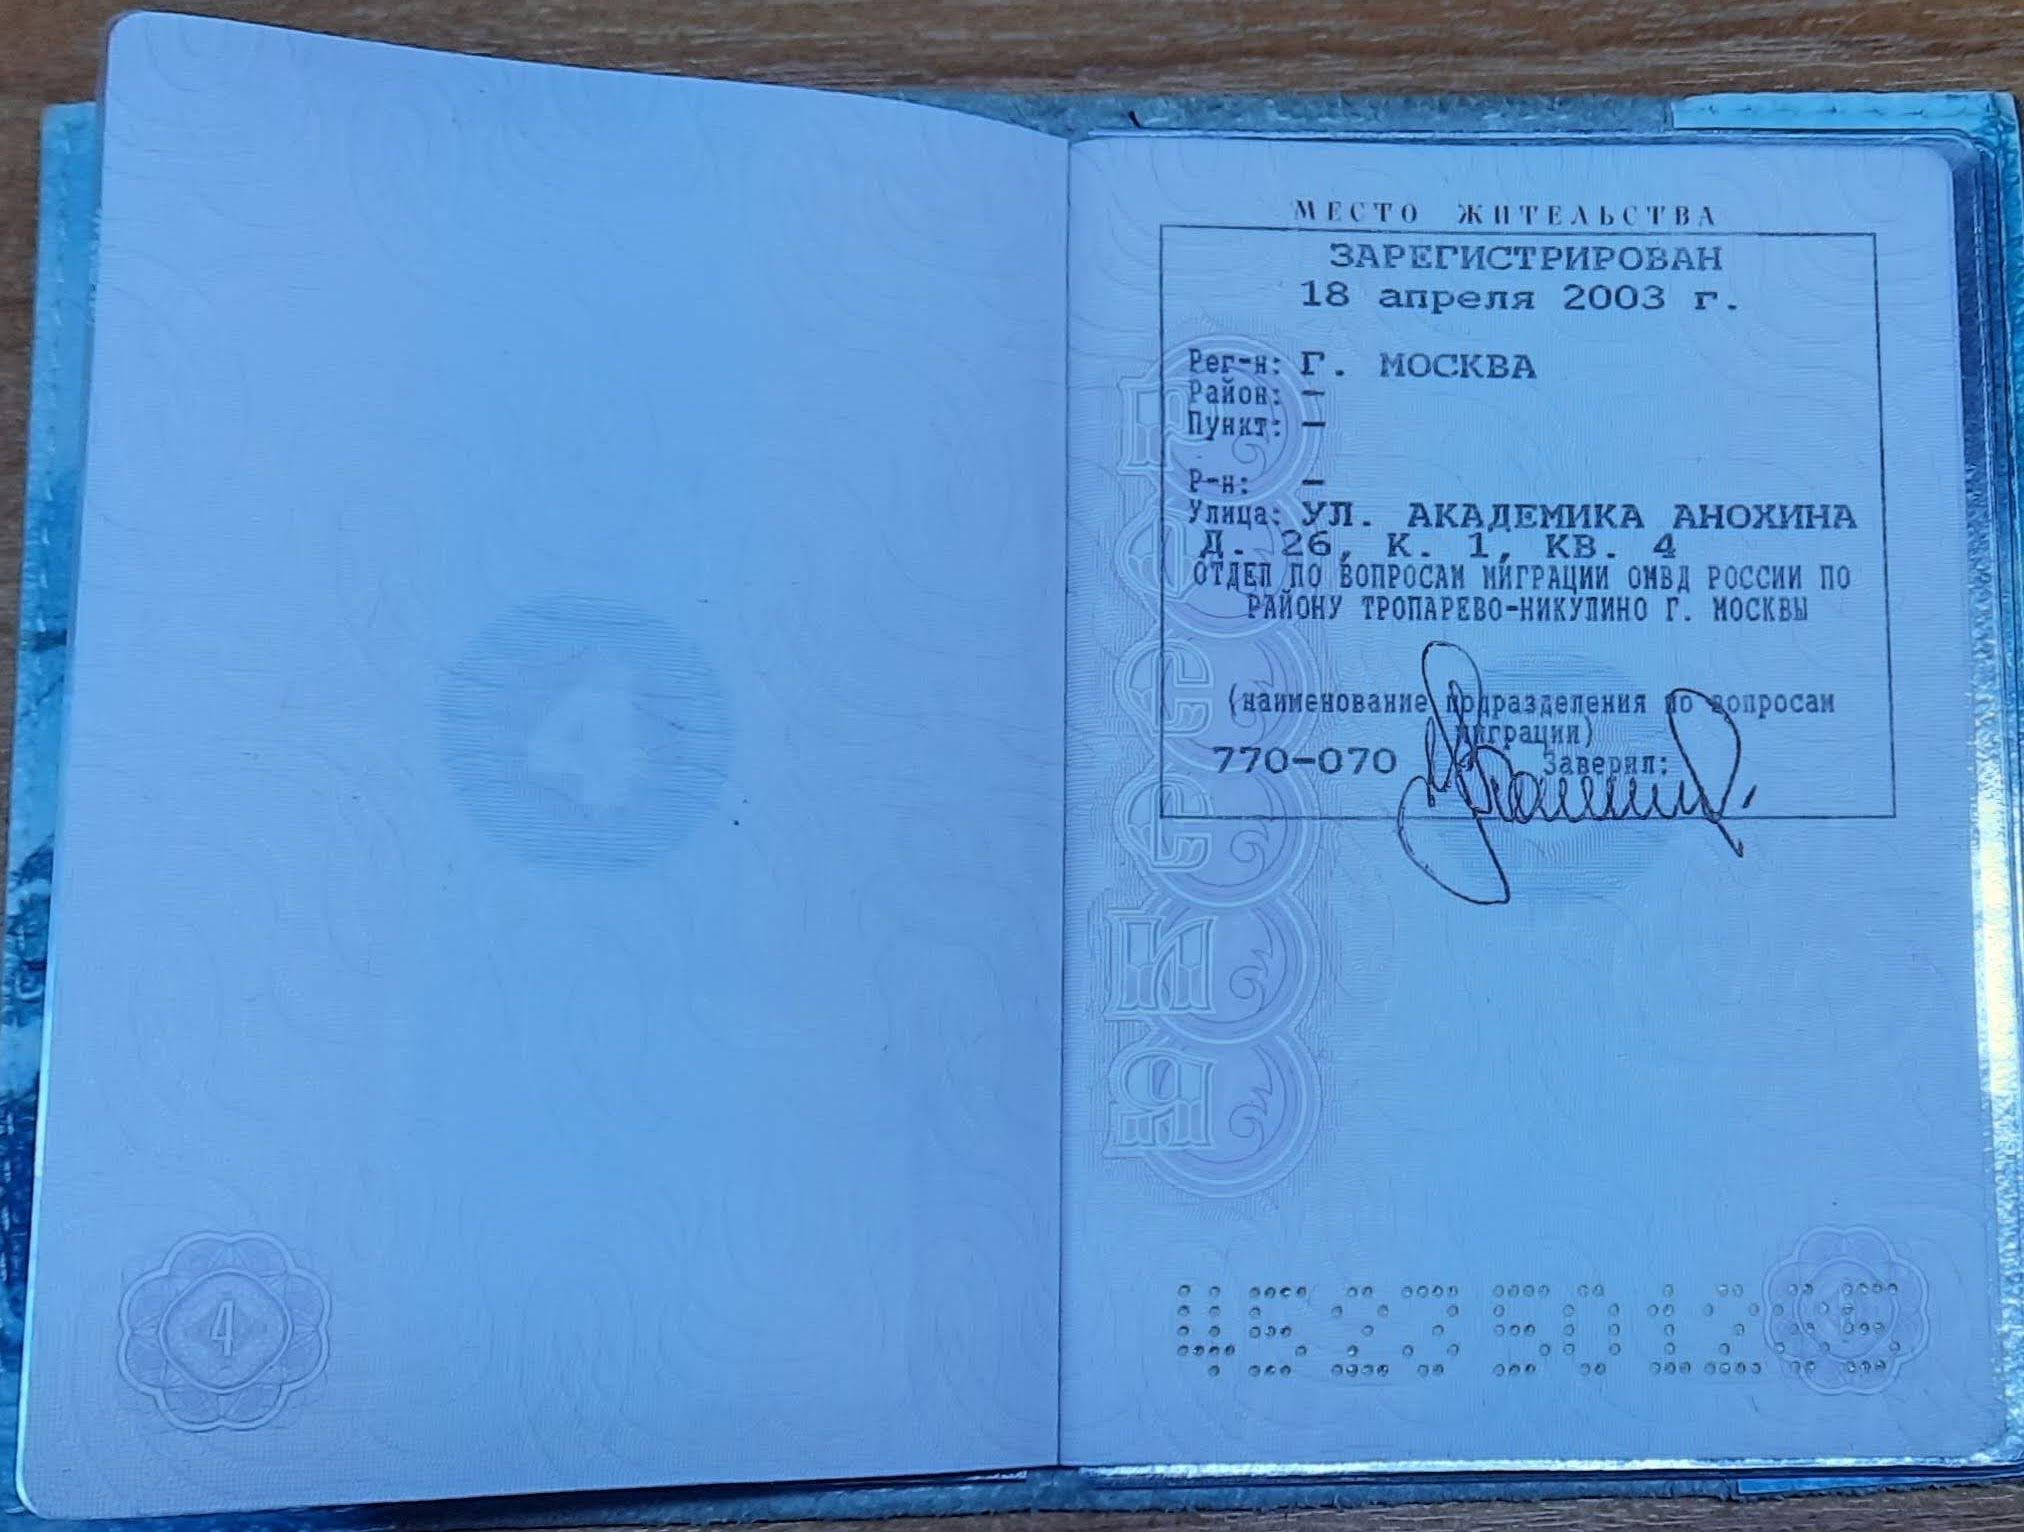 МЕСТО ЖИТЕЛЬСТВА
ЗАРЕГИСТРИРОВАН
18 апреля 2003 г.
Рег-н: Г. МОСКВА
Район: —
Пункт: —
Р-н: —
Улица: УЛ. АКАДЕМИКА АНОХИНА
Д. 26, К. 1, КВ. 4
ОТДЕЛ ПО ВОПРОСАМ МИГРАЦИИ ОМВД РОССИИ ПО
РАЙОНУ ТРОПАРЕВО-НИКУЛИНО Г. МОСКВЫ
(наименование подразделения по вопросам
миграции)
770-070 Заверил:
РОССИЯ
4
4